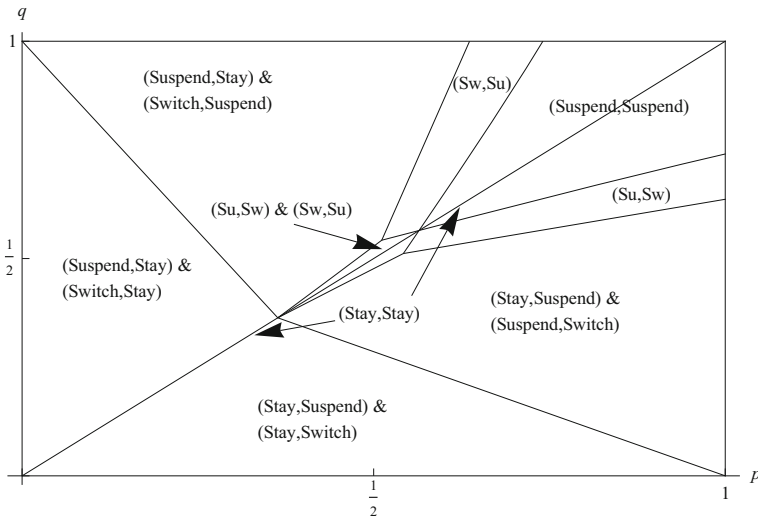 q
1
(Suspend,Stay) &
(Switch,Suspend)
(Sw,Su)
(Suspend,Suspend)
(Su,Sw)
(Su,Sw) & (Sw,Su)
1
2
(Suspend,Stay) &
(Switch,Stay)
(Stay,Stay)
(Stay,Suspend) &
(Suspend,Switch)
(Stay,Suspend) &
(Stay,Switch)
1
2
1
p